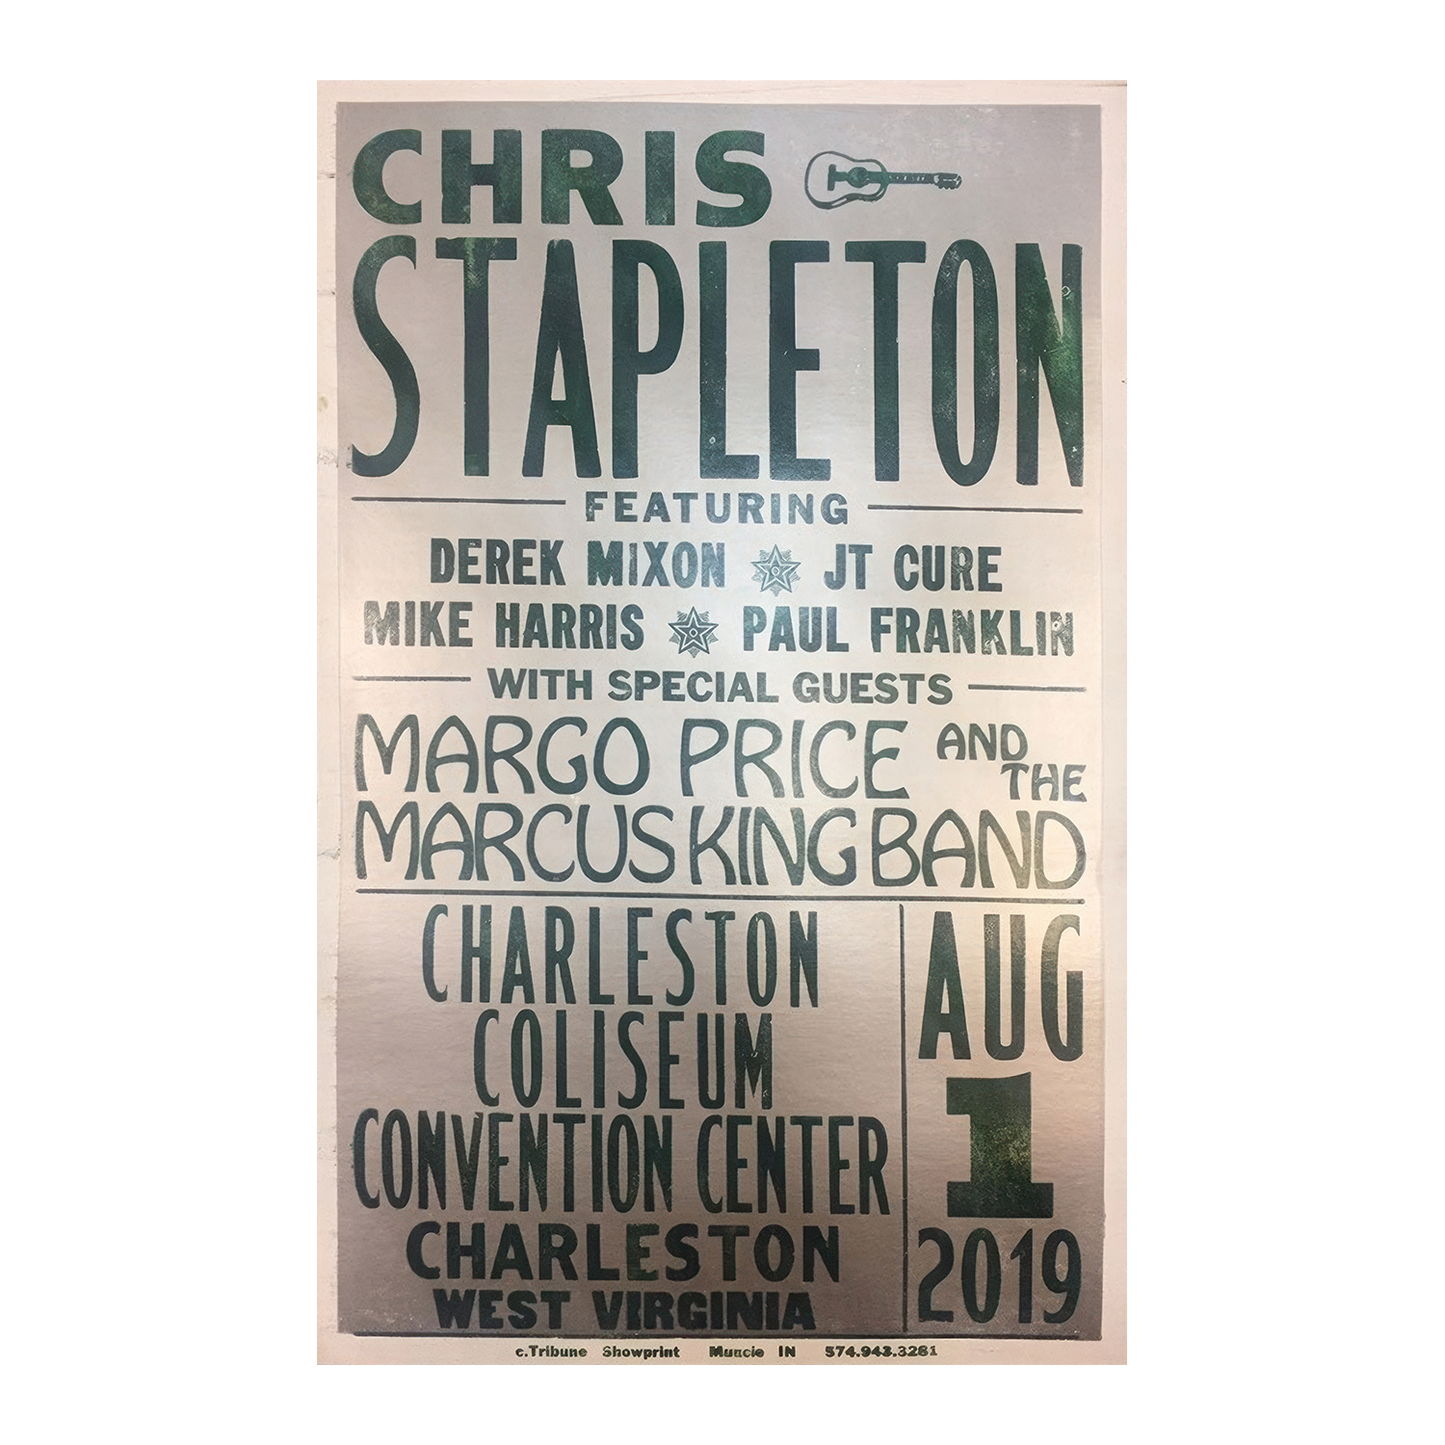 CHRIS
STAPLETON
FEATURING
DEREK MIXON JT CURE
MIKE HARRIS PAUL FRANKLIN
WITH SPECIAL GUESTS
MARGO PRICE AND THE
MARCUS KING BAND
CHARLESTON
COLISEUM
CONVENTION CENTER
CHARLESTON
WEST VIRGINIA
AUG
1
2019
c.Tribune Showprint Muncie IN 574.943.3281